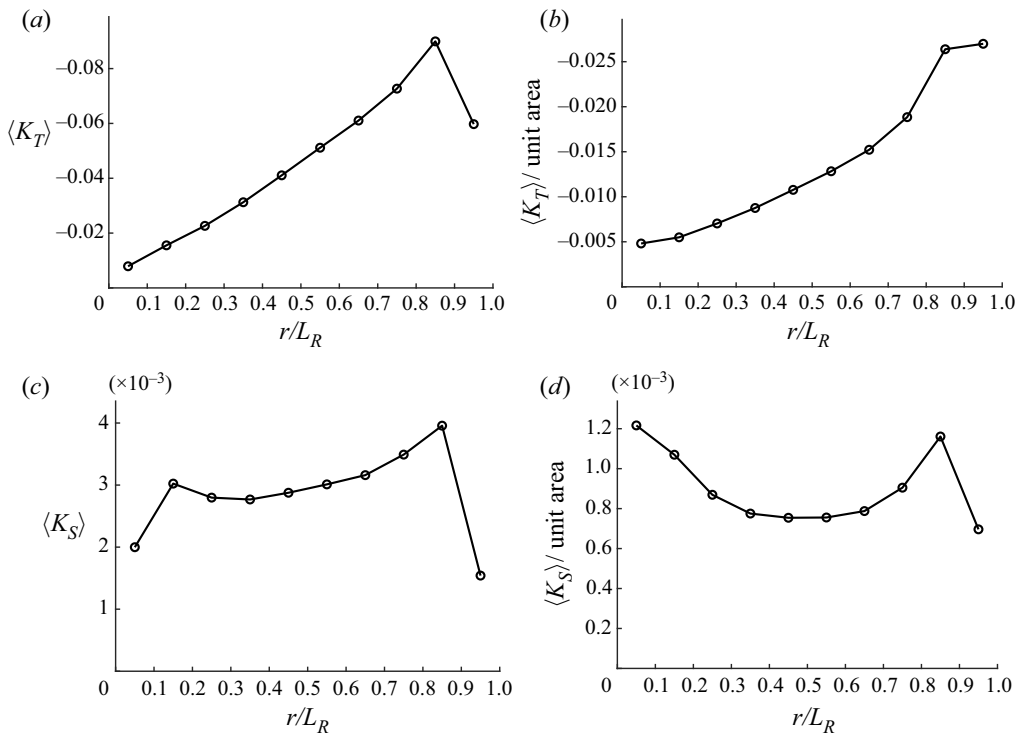 (a)
−0.08
−0.06
−0.04
−0.02
⟨K_T⟩
0 0.1 0.2 0.3 0.4 0.5 0.6 0.7 0.8 0.9 1.0
r/L_R
(b)
−0.025
−0.020
−0.015
−0.010
−0.005
⟨K_T⟩/ unit area
0 0.1 0.2 0.3 0.4 0.5 0.6 0.7 0.8 0.9 1.0
r/L_R
(c)
(×10⁻³)
4
3
2
1
⟨K_S⟩
0 0.1 0.2 0.3 0.4 0.5 0.6 0.7 0.8 0.9 1.0
r/L_R
(d)
(×10⁻³)
1.2
1.0
0.8
0.6
0.4
0.2
⟨K_S⟩/ unit area
0 0.1 0.2 0.3 0.4 0.5 0.6 0.7 0.8 0.9 1.0
r/L_R